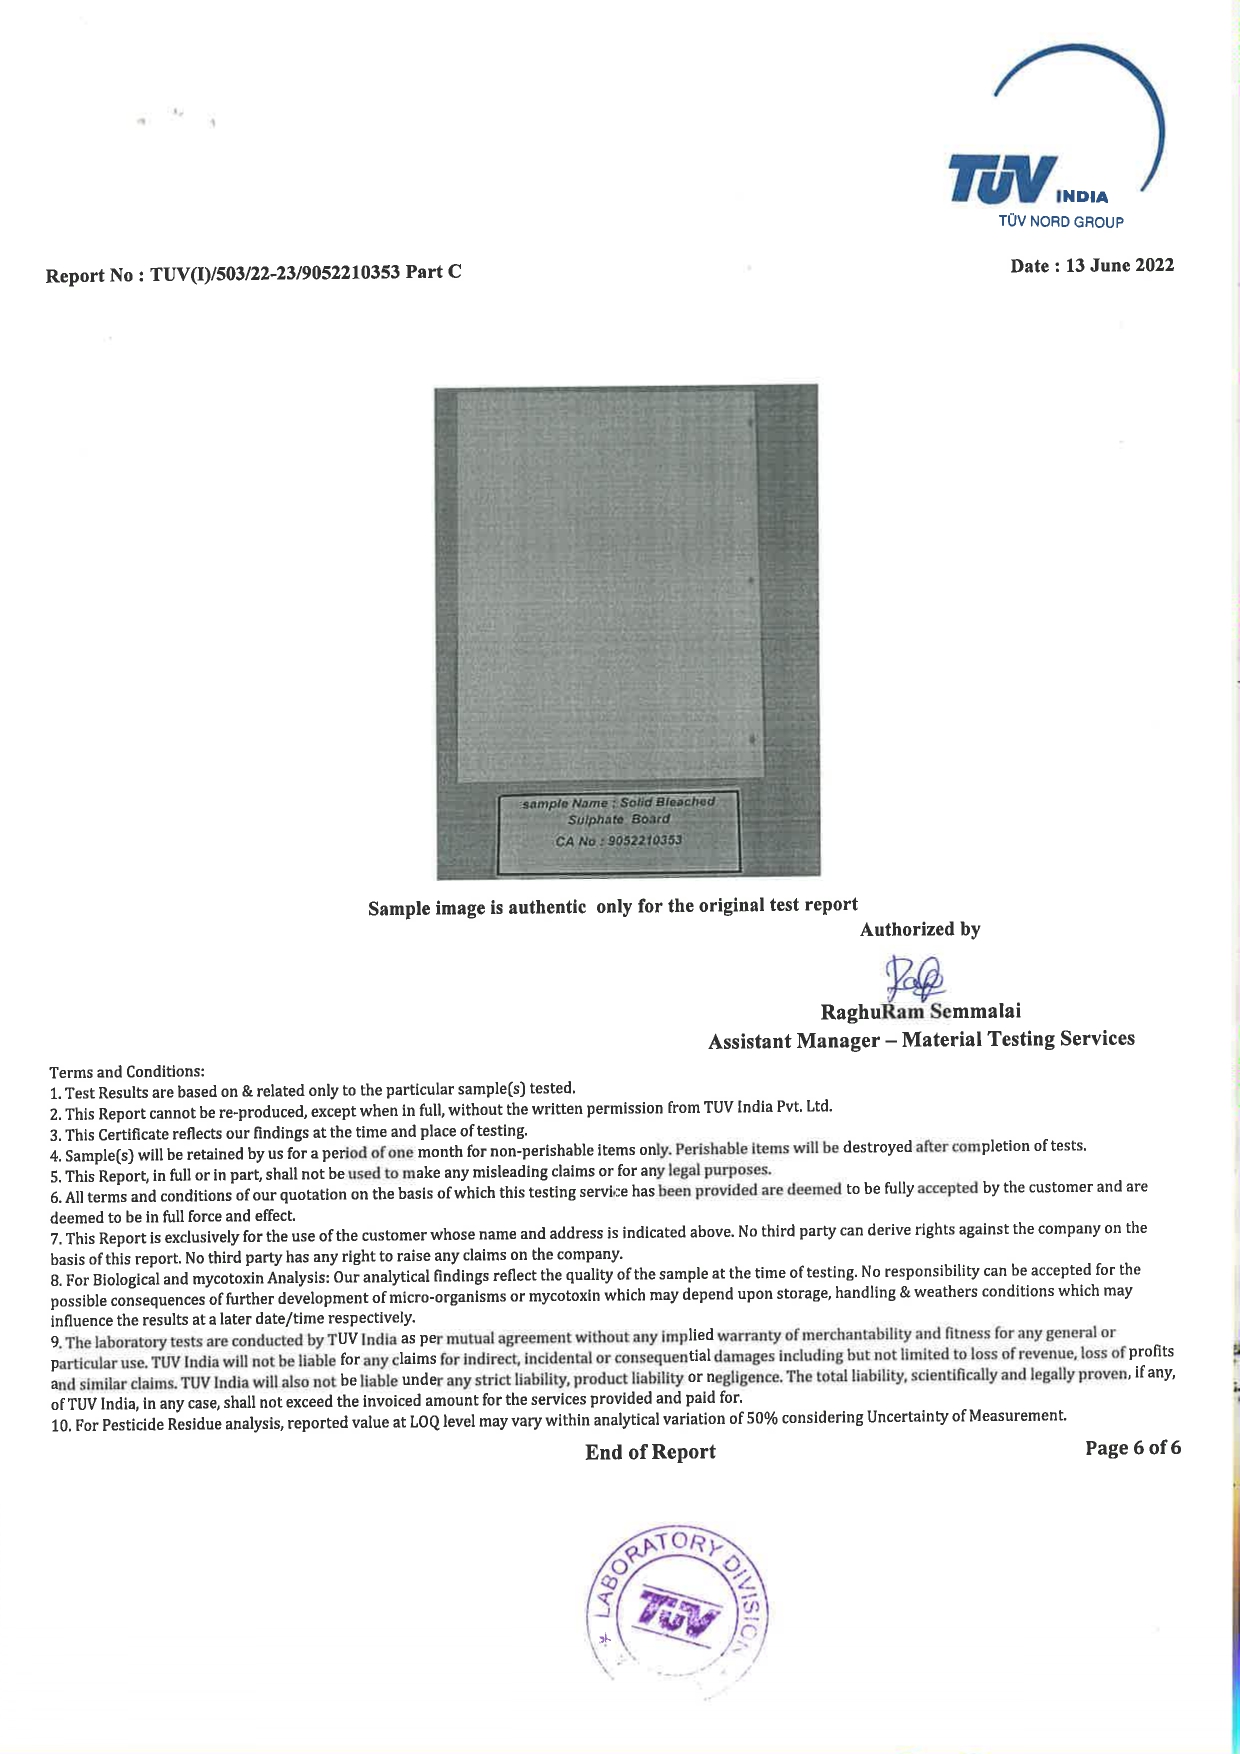 TÜV INDIA
TÜV NORD GROUP
Report No : TUV(I)/503/22-23/9052210353 Part C
Date : 13 June 2022
sample Name : Solid Bleached
Sulphate Board
CA No : 9052210353
Sample image is authentic only for the original test report
Authorized by
RaghuRam Semmalai
Assistant Manager – Material Testing Services
Terms and Conditions:
1. Test Results are based on & related only to the particular sample(s) tested.
2. This Report cannot be re-produced, except when in full, without the written permission from TUV India Pvt. Ltd.
3. This Certificate reflects our findings at the time and place of testing.
4. Sample(s) will be retained by us for a period of one month for non-perishable items only. Perishable items will be destroyed after completion of tests.
5. This Report, in full or in part, shall not be used to make any misleading claims or for any legal purposes.
6. All terms and conditions of our quotation on the basis of which this testing service has been provided are deemed to be fully accepted by the customer and are
deemed to be in full force and effect.
7. This Report is exclusively for the use of the customer whose name and address is indicated above. No third party can derive rights against the company on the
basis of this report. No third party has any right to raise any claims on the company.
8. For Biological and mycotoxin Analysis: Our analytical findings reflect the quality of the sample at the time of testing. No responsibility can be accepted for the
possible consequences of further development of micro-organisms or mycotoxin which may depend upon storage, handling & weathers conditions which may
influence the results at a later date/time respectively.
9. The laboratory tests are conducted by TUV India as per mutual agreement without any implied warranty of merchantability and fitness for any general or
particular use. TUV India will not be liable for any claims for indirect, incidental or consequential damages including but not limited to loss of revenue, loss of profits
and similar claims. TUV India will also not be liable under any strict liability, product liability or negligence. The total liability, scientifically and legally proven, if any,
of TUV India, in any case, shall not exceed the invoiced amount for the services provided and paid for.
10. For Pesticide Residue analysis, reported value at LOQ level may vary within analytical variation of 50% considering Uncertainty of Measurement.
End of Report
Page 6 of 6
* LABORATORY DIVISION
TÜV